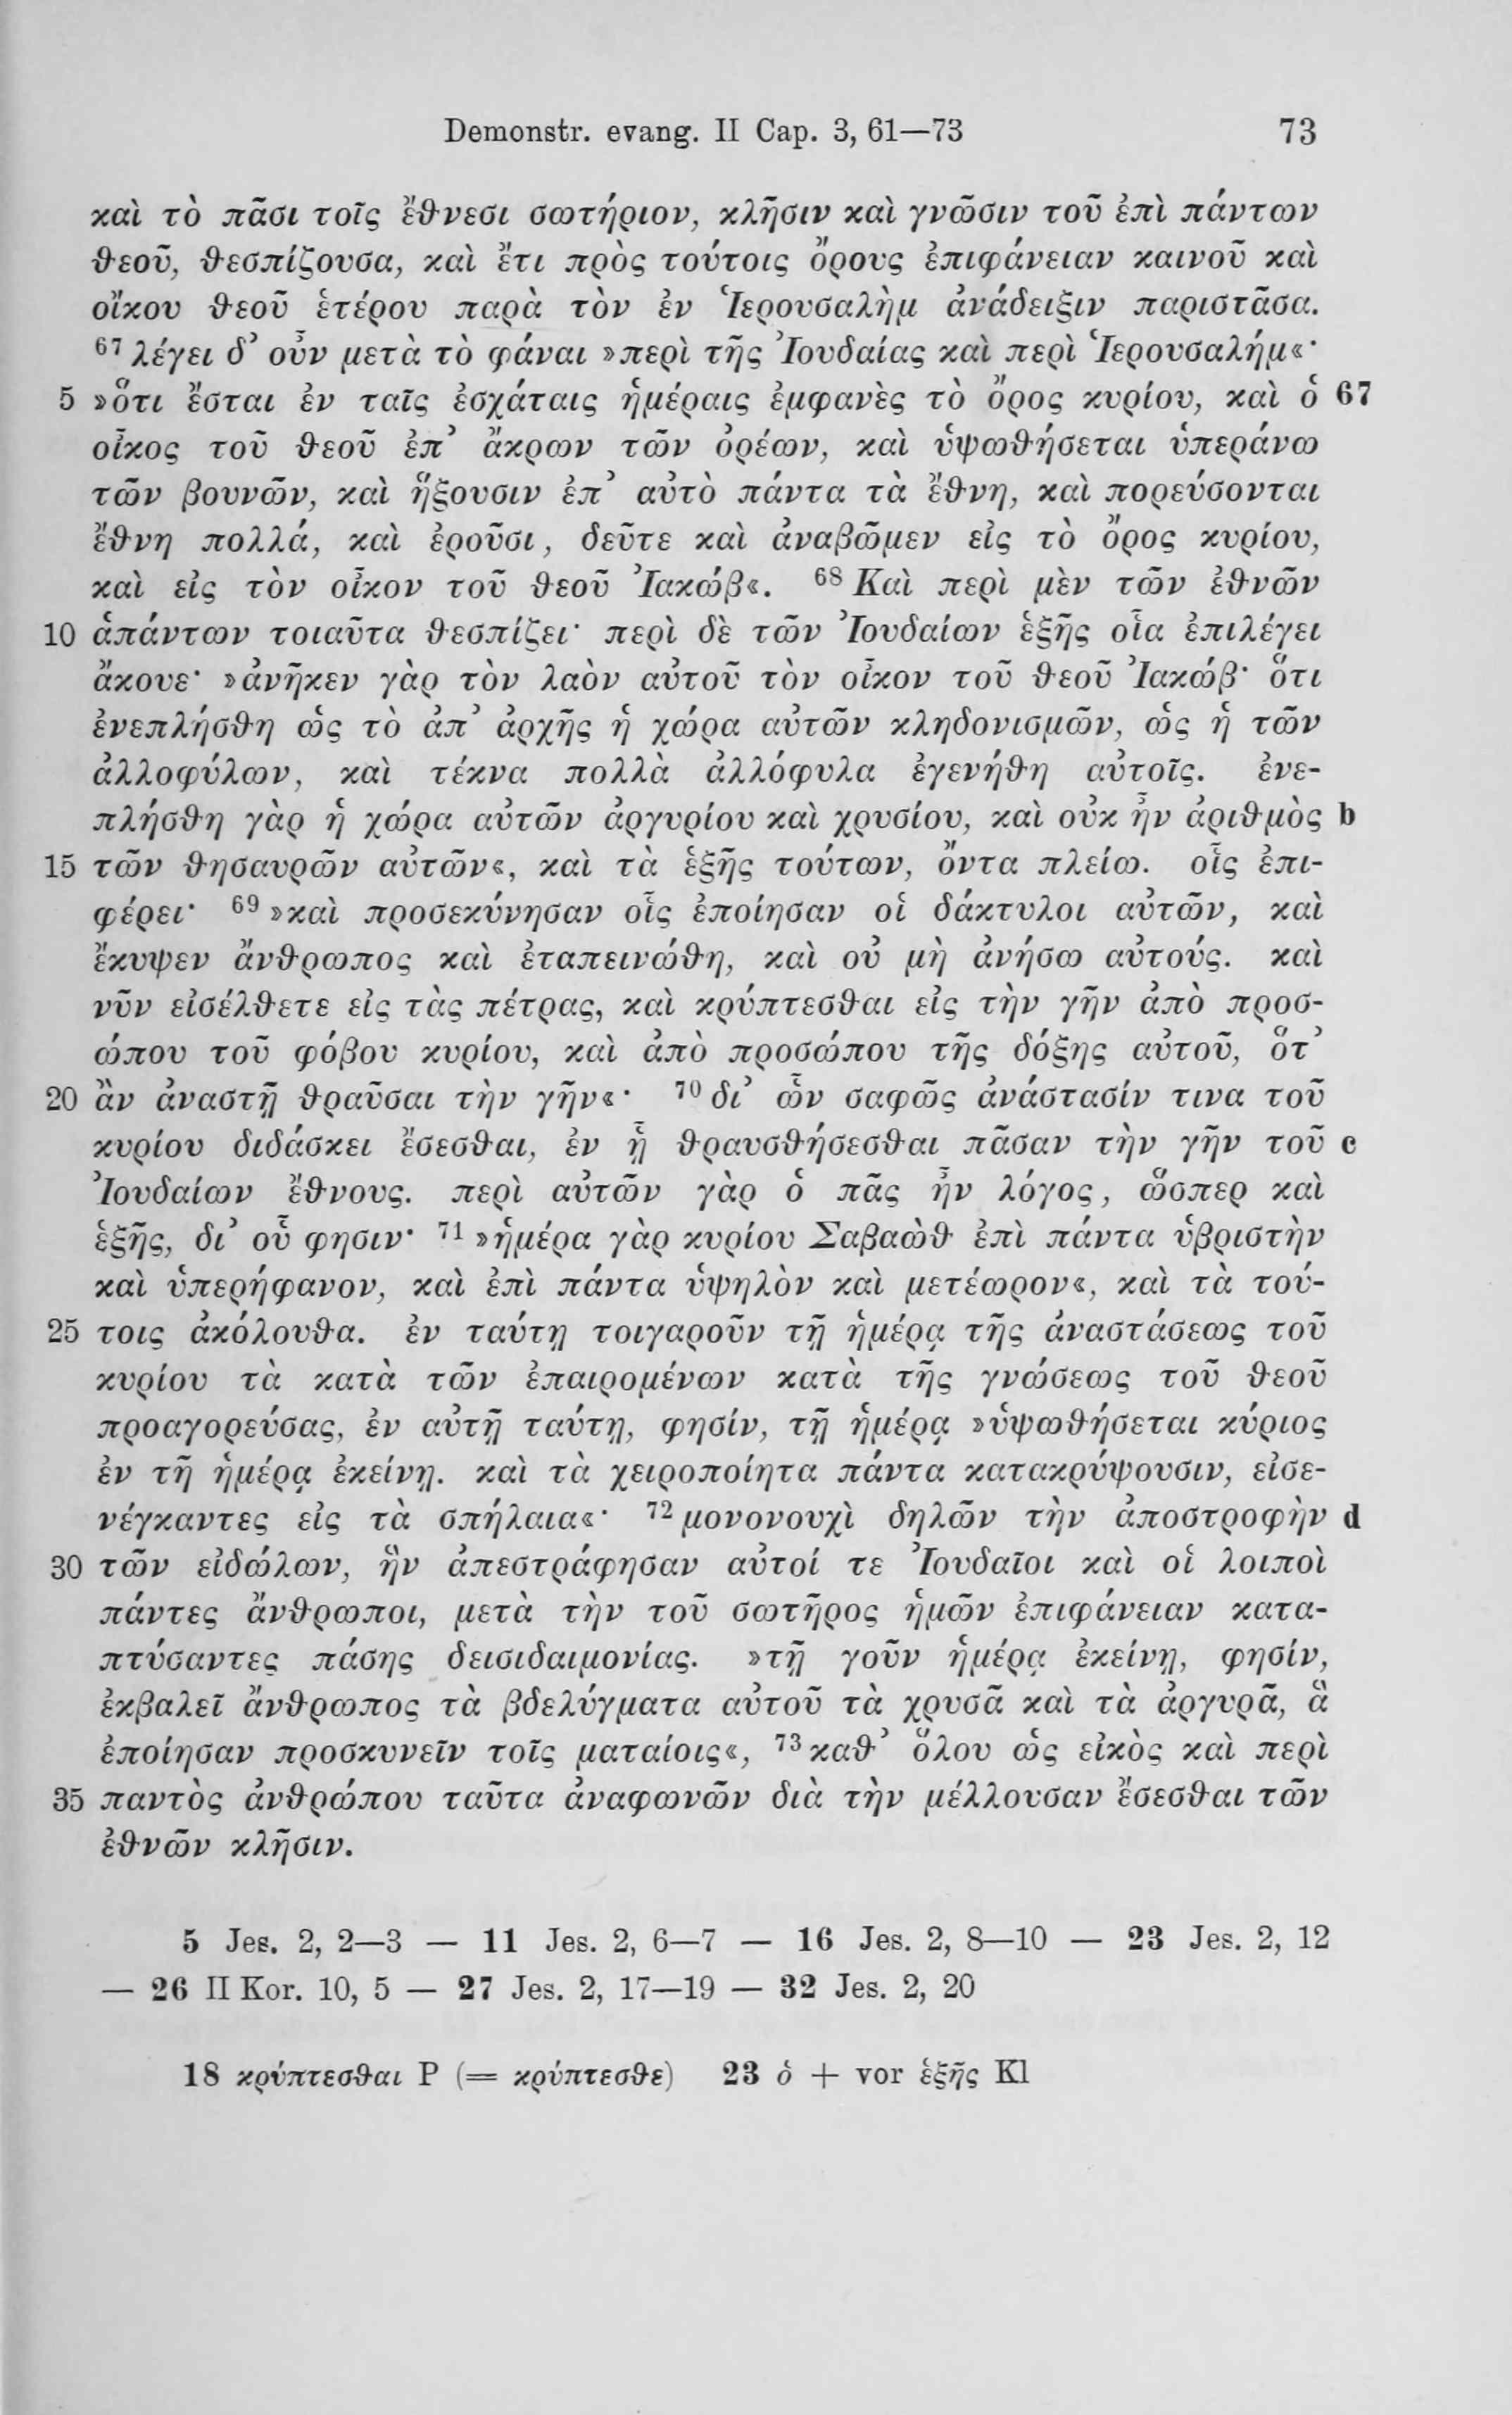 Demonstr. evang. II Cap. 3, 61—73 73
καὶ τὸ πᾶσι τοῖς ἔθνεσι σωτήριον, κλῆσιν καὶ γνῶσιν τοῦ ἐπὶ πάντων
θεοῦ, θεσπίζουσα, καὶ ἔτι πρὸς τούτοις ὄρους ἐπιφάνειαν καινοῦ καὶ
οἴκου θεοῦ ἑτέρου παρὰ τὸν ἐν Ἱερουσαλὴμ ἀνάδειξιν παριστᾶσα.
⁶⁷ λέγει δ’ οὖν μετὰ τὸ φάναι »περὶ τῆς Ἰουδαίας καὶ περὶ Ἱερουσαλήμ«·
5 »ὅτι ἔσται ἐν ταῖς ἐσχάταις ἡμέραις ἐμφανὲς τὸ ὄρος κυρίου, καὶ ὁ 67
οἶκος τοῦ θεοῦ ἐπ’ ἄκρων τῶν ὀρέων, καὶ ὑψωθήσεται ὑπεράνω
τῶν βουνῶν, καὶ ἥξουσιν ἐπ’ αὐτὸ πάντα τὰ ἔθνη, καὶ πορεύσονται
ἔθνη πολλά, καὶ ἐροῦσι, δεῦτε καὶ ἀναβῶμεν εἰς τὸ ὄρος κυρίου,
καὶ εἰς τὸν οἶκον τοῦ θεοῦ Ἰακώβ«. ⁶⁸ Καὶ περὶ μὲν τῶν ἐθνῶν
10 ἁπάντων τοιαῦτα θεσπίζει· περὶ δὲ τῶν Ἰουδαίων ἑξῆς οἷα ἐπιλέγει
ἄκουε· »ἀνῆκεν γὰρ τὸν λαὸν αὐτοῦ τὸν οἶκον τοῦ θεοῦ Ἰακώβ· ὅτι
ἐνεπλήσθη ὡς τὸ ἀπ’ ἀρχῆς ἡ χώρα αὐτῶν κληδονισμῶν, ὡς ἡ τῶν
ἀλλοφύλων, καὶ τέκνα πολλὰ ἀλλόφυλα ἐγενήθη αὐτοῖς. ἐνε-
πλήσθη γὰρ ἡ χώρα αὐτῶν ἀργυρίου καὶ χρυσίου, καὶ οὐκ ἦν ἀριθμὸς b
15 τῶν θησαυρῶν αὐτῶν«, καὶ τὰ ἑξῆς τούτων, ὄντα πλείω. οἷς ἐπι-
φέρει· ⁶⁹ »καὶ προσεκύνησαν οἷς ἐποίησαν οἱ δάκτυλοι αὐτῶν, καὶ
ἔκυψεν ἄνθρωπος καὶ ἐταπεινώθη, καὶ οὐ μὴ ἀνήσω αὐτούς. καὶ
νῦν εἰσέλθετε εἰς τὰς πέτρας, καὶ κρύπτεσθαι εἰς τὴν γῆν ἀπὸ προσ-
ώπου τοῦ φόβου κυρίου, καὶ ἀπὸ προσώπου τῆς δόξης αὐτοῦ, ὅτ’
20 ἂν ἀναστῇ θραῦσαι τὴν γῆν«· ⁷⁰ δι’ ὧν σαφῶς ἀνάστασίν τινα τοῦ
κυρίου διδάσκει ἔσεσθαι, ἐν ᾗ θραυσθήσεσθαι πᾶσαν τὴν γῆν τοῦ c
Ἰουδαίων ἔθνους. περὶ αὐτῶν γὰρ ὁ πᾶς ἦν λόγος, ὥσπερ καὶ
ἑξῆς, δι’ οὗ φησιν· ⁷¹ »ἡμέρα γὰρ κυρίου Σαβαὼθ ἐπὶ πάντα ὑβριστὴν
καὶ ὑπερήφανον, καὶ ἐπὶ πάντα ὑψηλὸν καὶ μετέωρον«, καὶ τὰ τού-
25 τοις ἀκόλουθα. ἐν ταύτῃ τοιγαροῦν τῇ ἡμέρᾳ τῆς ἀναστάσεως τοῦ
κυρίου τὰ κατὰ τῶν ἐπαιρομένων κατὰ τῆς γνώσεως τοῦ θεοῦ
προαγορεύσας, ἐν αὐτῇ ταύτῃ, φησίν, τῇ ἡμέρᾳ »ὑψωθήσεται κύριος
ἐν τῇ ἡμέρᾳ ἐκείνῃ. καὶ τὰ χειροποίητα πάντα κατακρύψουσιν, εἰσε-
νέγκαντες εἰς τὰ σπήλαια«· ⁷² μονονουχὶ δηλῶν τὴν ἀποστροφὴν d
30 τῶν εἰδώλων, ἣν ἀπεστράφησαν αὐτοί τε Ἰουδαῖοι καὶ οἱ λοιποὶ
πάντες ἄνθρωποι, μετὰ τὴν τοῦ σωτῆρος ἡμῶν ἐπιφάνειαν κατα-
πτύσαντες πάσης δεισιδαιμονίας. »τῇ γοῦν ἡμέρᾳ ἐκείνῃ, φησίν,
ἐκβαλεῖ ἄνθρωπος τὰ βδελύγματα αὐτοῦ τὰ χρυσᾶ καὶ τὰ ἀργυρᾶ, ἃ
ἐποίησαν προσκυνεῖν τοῖς ματαίοις«, ⁷³ καθ’ ὅλου ὡς εἰκὸς καὶ περὶ
35 παντὸς ἀνθρώπου ταῦτα ἀναφωνῶν διὰ τὴν μέλλουσαν ἔσεσθαι τῶν
ἐθνῶν κλῆσιν.
5 Jes. 2, 2—3 — 11 Jes. 2, 6—7 — 16 Jes. 2, 8—10 — 23 Jes. 2, 12
— 26 II Kor. 10, 5 — 27 Jes. 2, 17—19 — 32 Jes. 2, 20
18 κρύπτεσθαι P (= κρύπτεσθε) 23 ὁ + vor ἑξῆς Kl